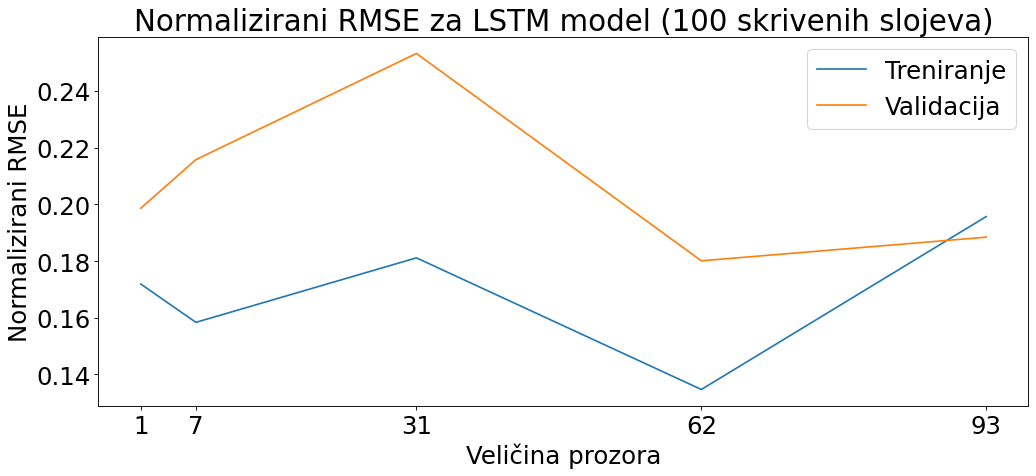 Normalizirani RMSE za LSTM model (100 skrivenih slojeva)
Normalizirani RMSE
0.24
0.22
0.20
0.18
0.16
0.14
Treniranje
Validacija
1 7 31 62 93
Veličina prozora